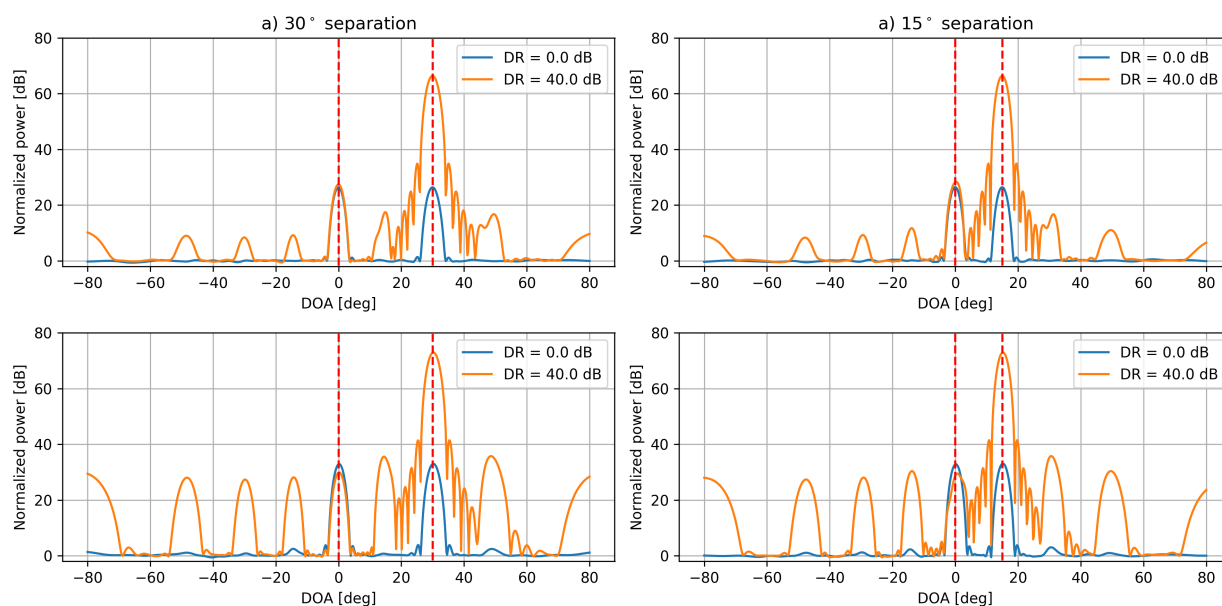 a) 30° separation
80
60
40
20
0
Normalized power [dB]
DR = 0.0 dB
DR = 40.0 dB
−80 −60 −40 −20 0 20 40 60 80
DOA [deg]
a) 15° separation
80
60
40
20
0
Normalized power [dB]
DR = 0.0 dB
DR = 40.0 dB
−80 −60 −40 −20 0 20 40 60 80
DOA [deg]
80
60
40
20
0
Normalized power [dB]
DR = 0.0 dB
DR = 40.0 dB
−80 −60 −40 −20 0 20 40 60 80
DOA [deg]
80
60
40
20
0
Normalized power [dB]
DR = 0.0 dB
DR = 40.0 dB
−80 −60 −40 −20 0 20 40 60 80
DOA [deg]